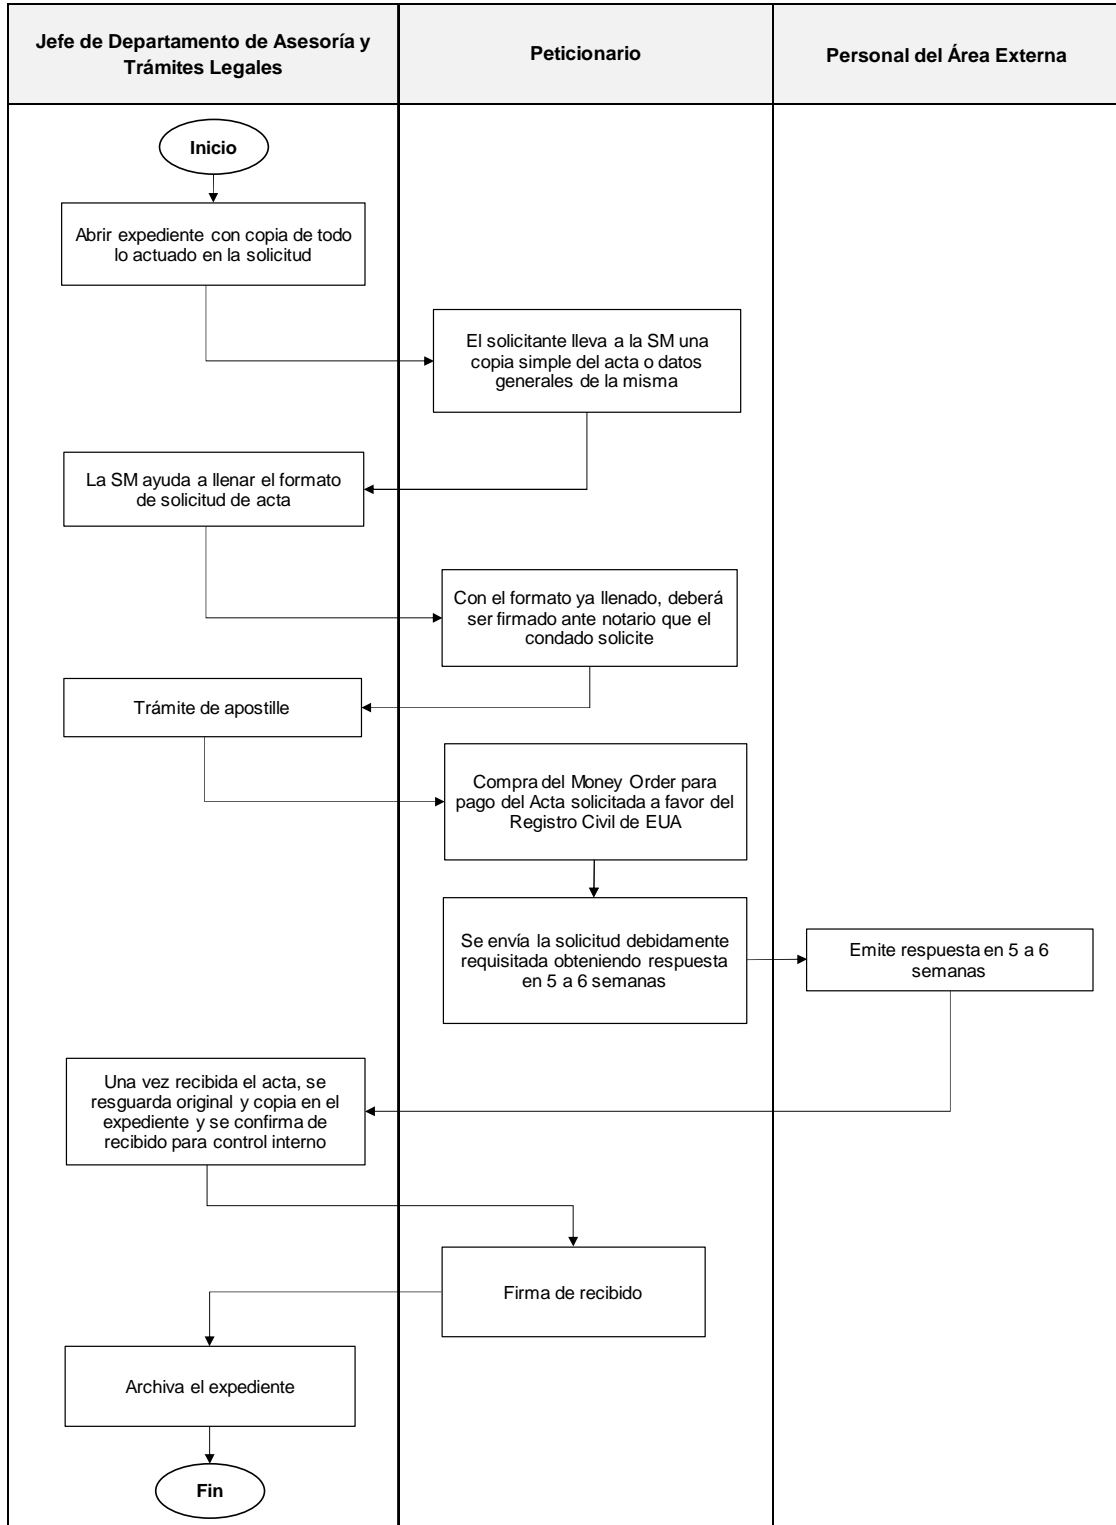 Jefe de Departamento de Asesoría y
Trámites Legales
Peticionario
Personal del Área Externa
Inicio
Abrir expediente con copia de todo
lo actuado en la solicitud
El solicitante lleva a la SM una
copia simple del acta o datos
generales de la misma
La SM ayuda a llenar el formato
de solicitud de acta
Con el formato ya llenado, deberá
ser firmado ante notario que el
condado solicite
Trámite de apostille
Compra del Money Order para
pago del Acta solicitada a favor del
Registro Civil de EUA
Se envía la solicitud debidamente
requisitada obteniendo respuesta
en 5 a 6 semanas
Emite respuesta en 5 a 6
semanas
Una vez recibida el acta, se
resguarda original y copia en el
expediente y se confirma de
recibido para control interno
Firma de recibido
Archiva el expediente
Fin